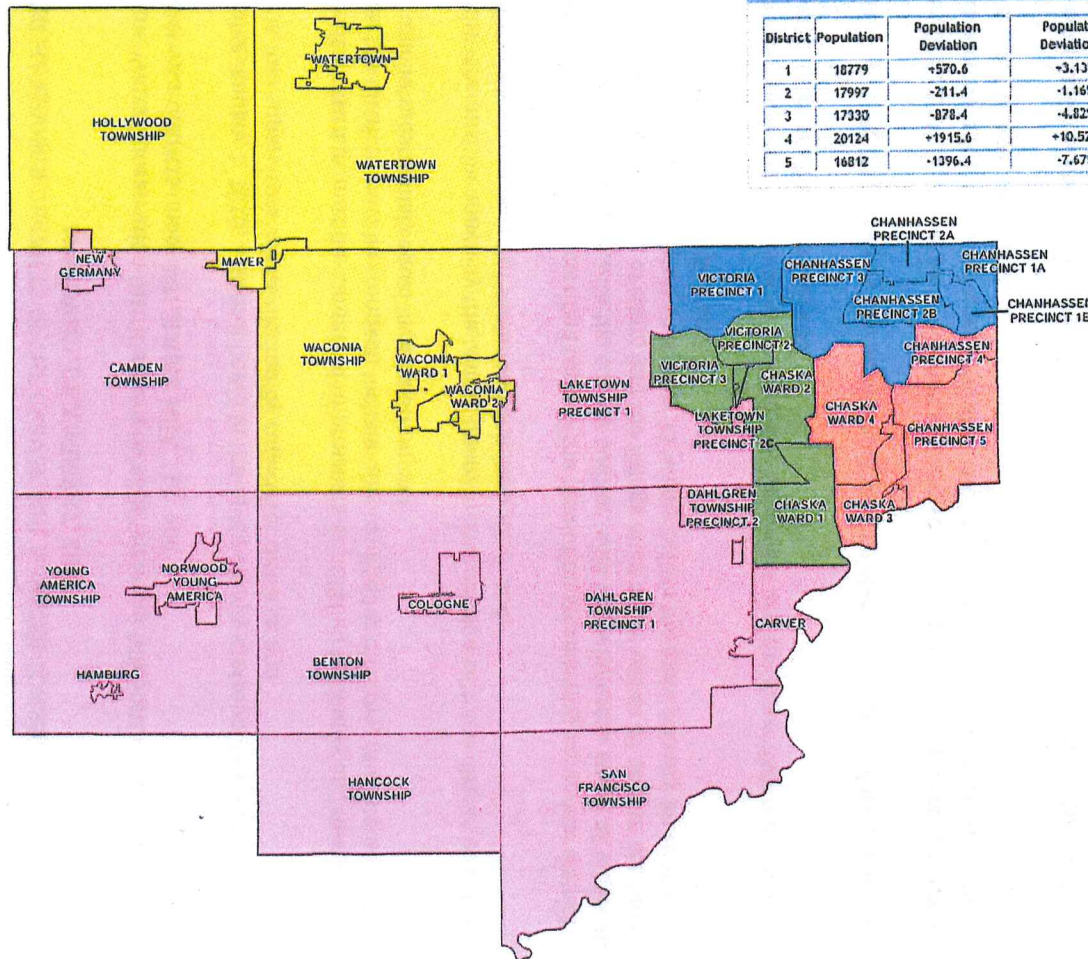 District Population Population Deviation
1 18779 +570.6
2 17997 -211.4
3 17330 -878.4
4 20124 +1915.6
5 16812 -1396.4
WATERTOWN
HOLLYWOOD
TOWNSHIP
WATERTOWN
TOWNSHIP
CHANHASSEN
PRECINCT 2A
NEW
GERMANY
MAYER
VICTORIA
PRECINCT 1
CHANHASSEN
PRECINCT 3
CHANHASSEN
PRECINCT 1A
CHANHASSEN
PRECINCT 2B
PRECINCT
CAMDEN
TOWNSHIP
WACONIA
TOWNSHIP
WACONIA
WARD 1
WACONIA
WARD 2
LAKETOWN
TOWNSHIP
PRECINCT 1
VICTORIA
PRECINCT 2
VICTORIA
PRECINCT 3
CHASKA
WARD 2
CHANHASSEN
PRECINCT 4
LAKETOWN
TOWNSHIP
PRECINCT 2C
CHASKA
WARD 4
CHANHASSEN
PRECINCT 5
DAHLGREN
TOWNSHIP
PRECINCT 2
CHASKA
WARD 1
CHASKA
WARD 3
YOUNG
AMERICA
TOWNSHIP
NORWOOD
YOUNG
AMERICA
COLOGNE
DAHLGREN
TOWNSHIP
PRECINCT 1
CARVER
HAMBURG
BENTON
TOWNSHIP
HANCOCK
TOWNSHIP
SAN
FRANCISCO
TOWNSHIP